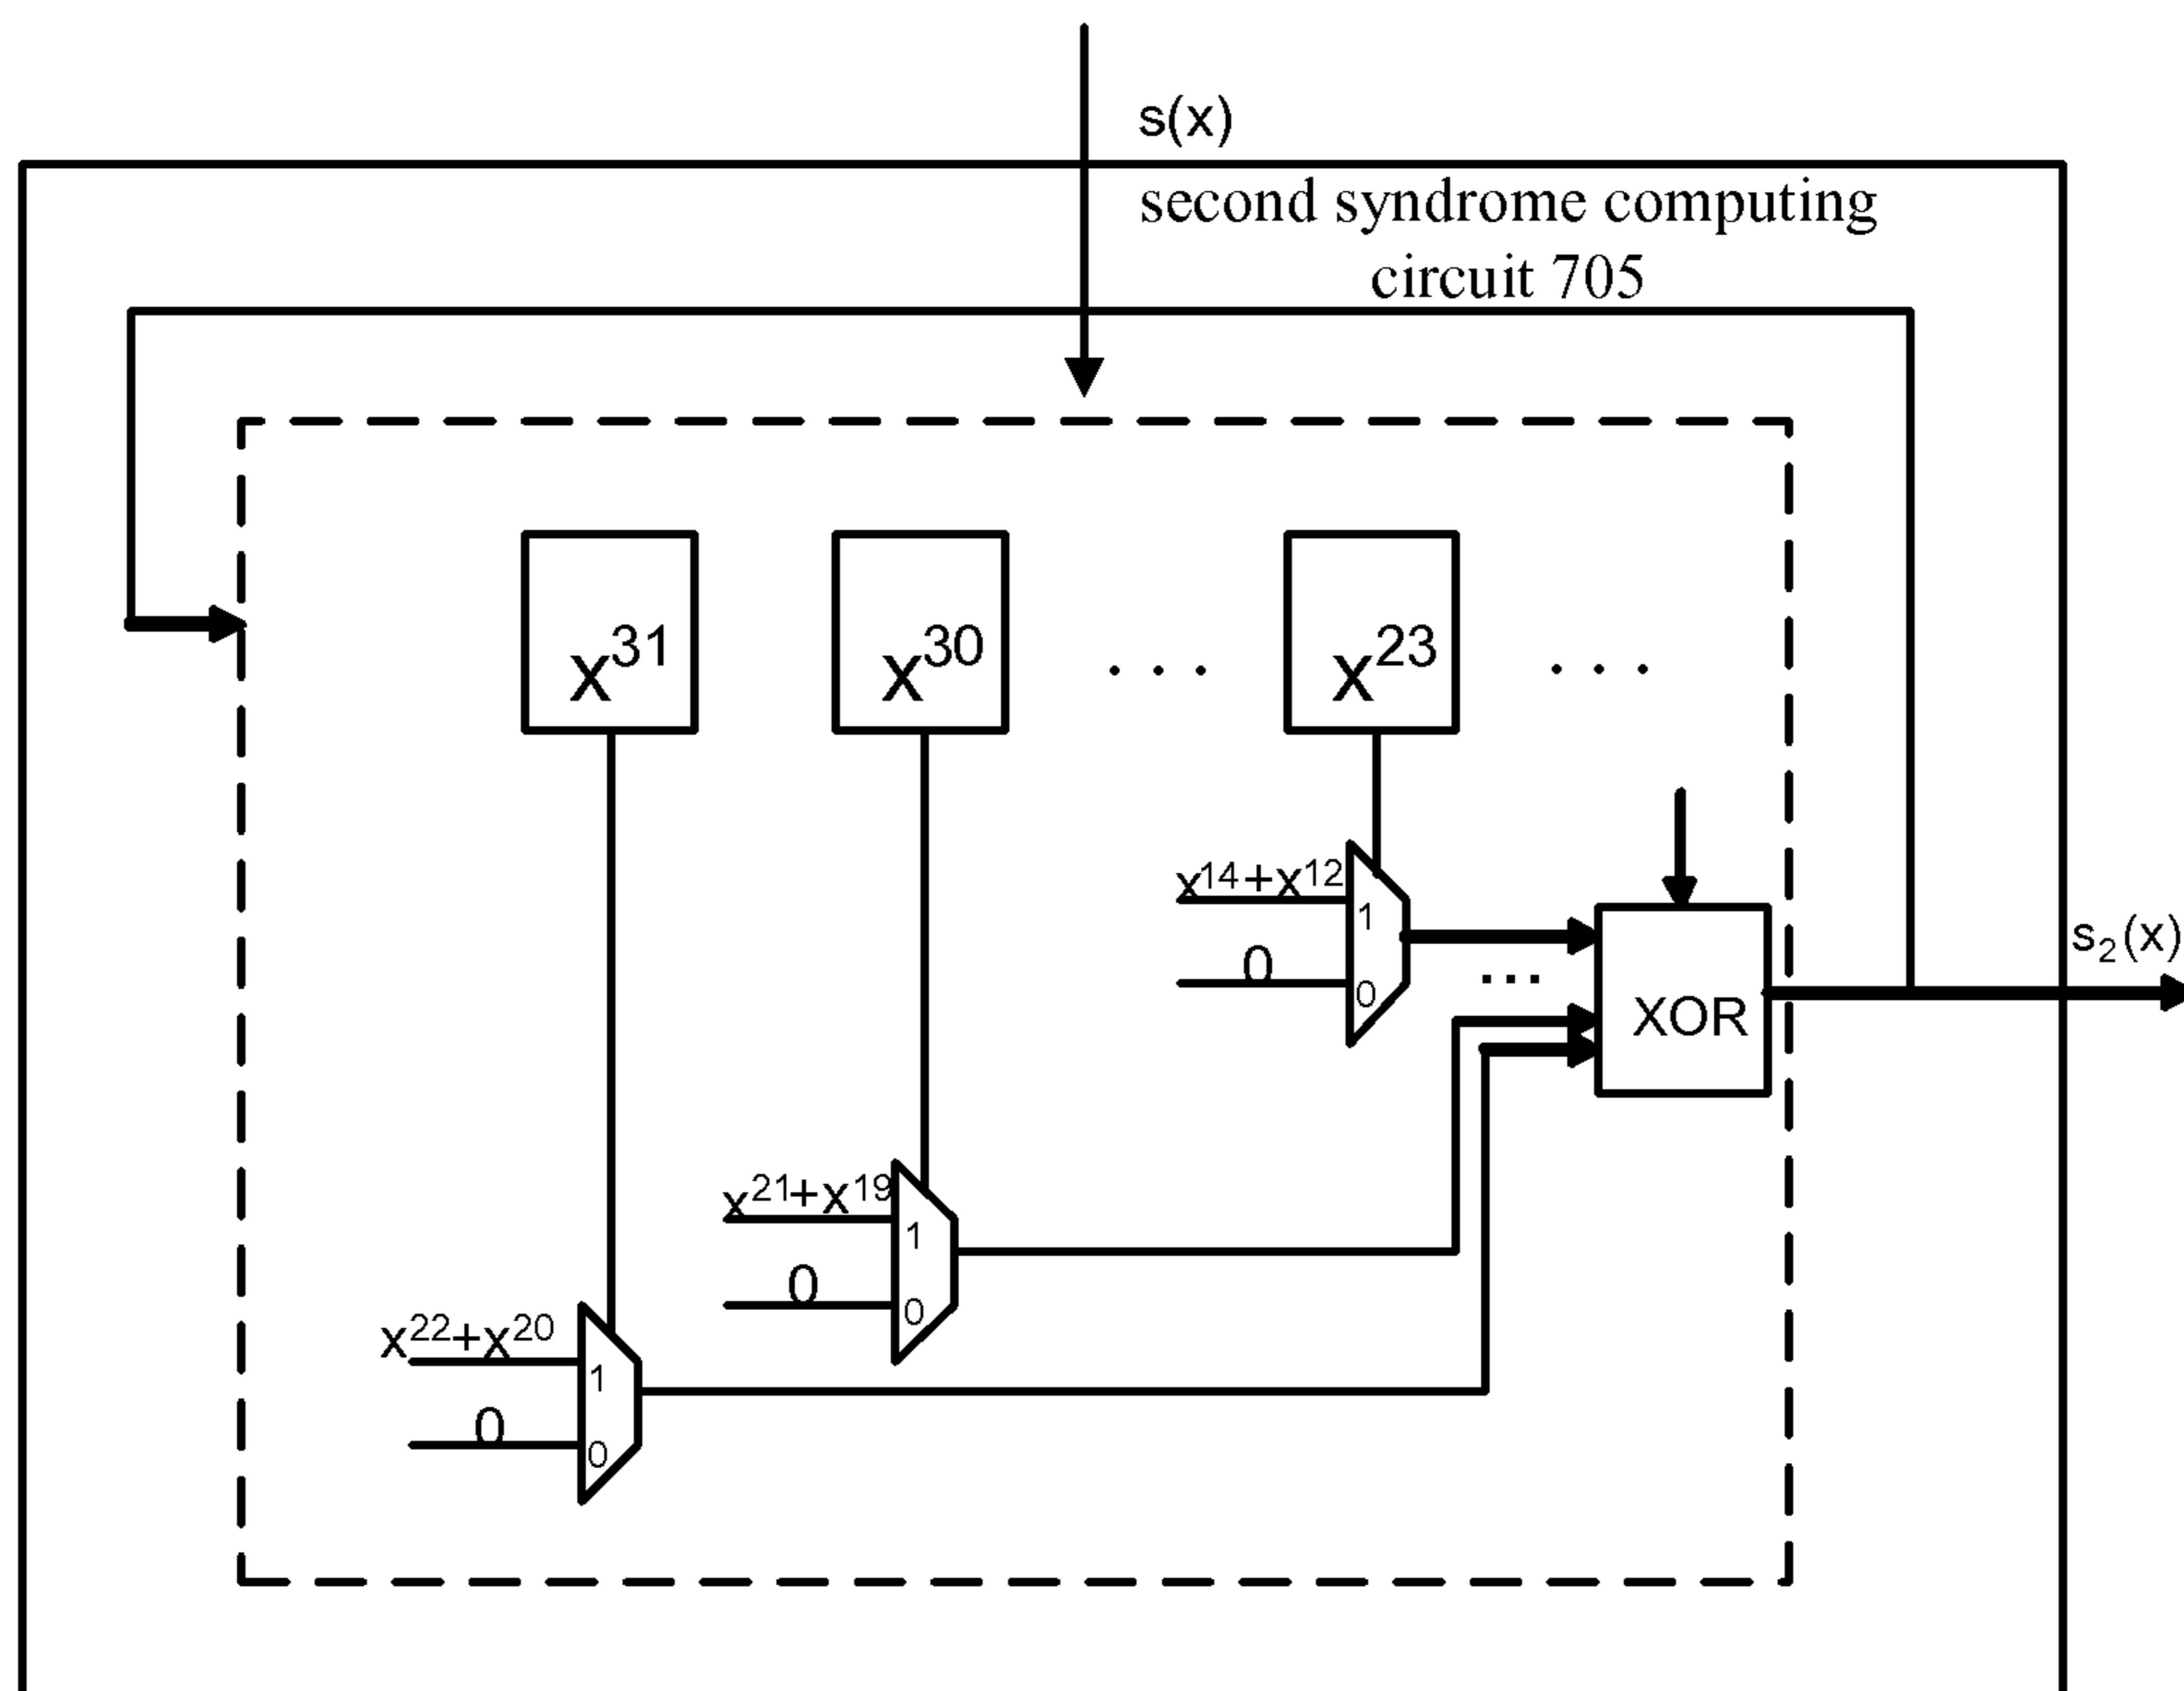 s(x)
second syndrome computing
circuit 705
x31 x30 ... x23 ...
x14+x12
1
0
0
...
XOR
s2(x)
x21+x19
1
0
0
x22+x20
1
0
0